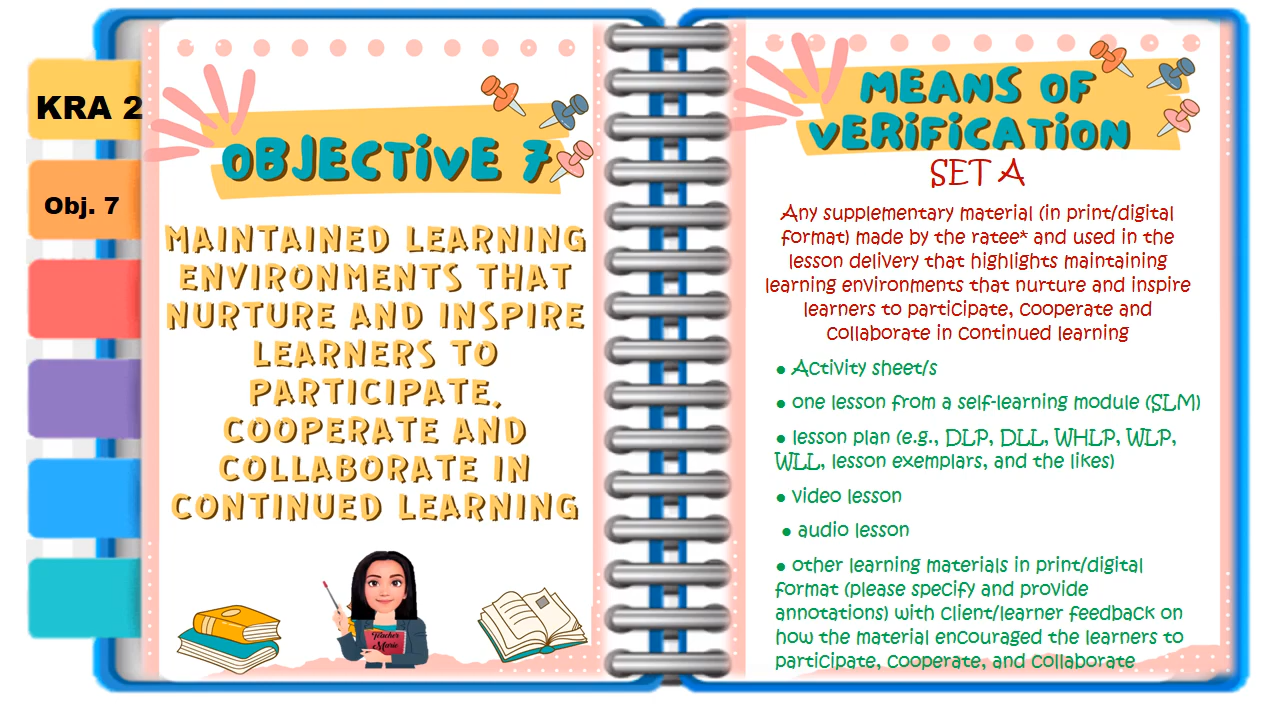 KRA 2
Obj. 7
OBJECTIVE 7
MAINTAINED LEARNING
ENVIRONMENTS THAT
NURTURE AND INSPIRE
LEARNERS TO
PARTICIPATE,
COOPERATE AND
COLLABORATE IN
CONTINUED LEARNING
Teacher
Marie
MEANS OF
VERIFICATION
SET A
Any supplementary material (in print/digital
format) made by the ratee* and used in the
lesson delivery that highlights maintaining
learning environments that nurture and inspire
learners to participate, cooperate and
collaborate in continued learning
● Activity sheet/s
● one lesson from a self-learning module (SLM)
● lesson plan (e.g., DLP, DLL, WHLP, WLP,
WLL, lesson exemplars, and the likes)
● video lesson
● audio lesson
● other learning materials in print/digital
format (please specify and provide
annotations) with client/learner feedback on
how the material encouraged the learners to
participate, cooperate, and collaborate